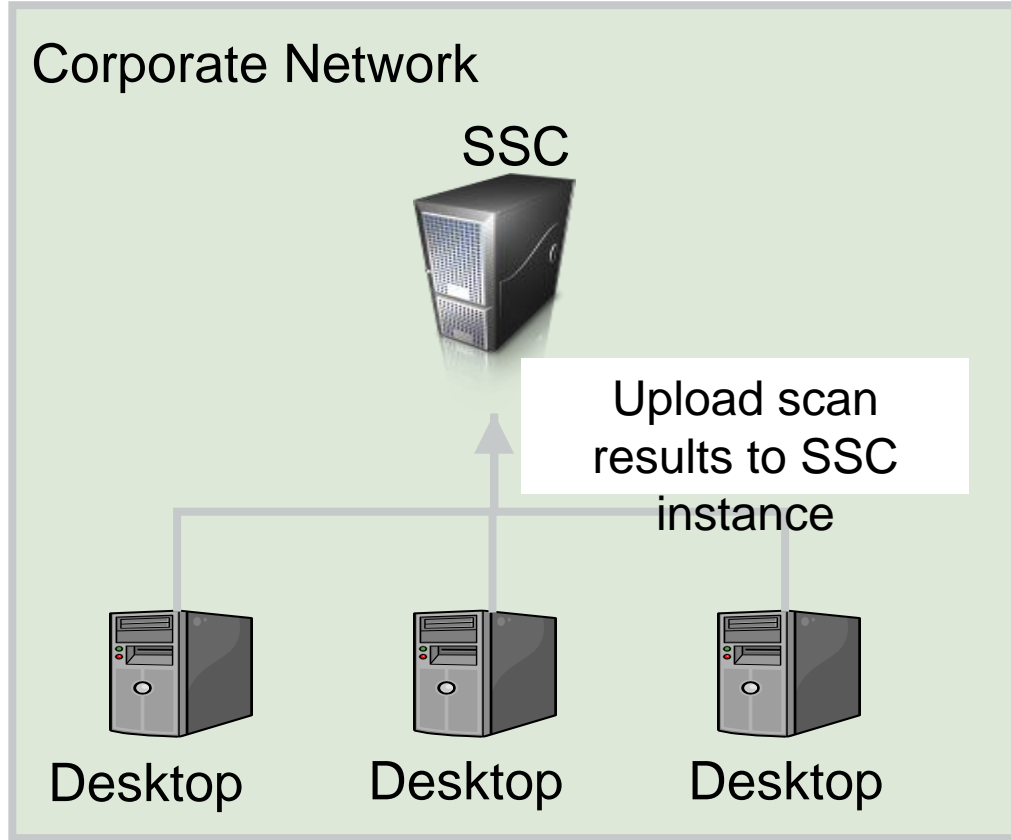 Corporate Network
SSC
Upload scan
results to SSC
instance
Desktop
Desktop
Desktop